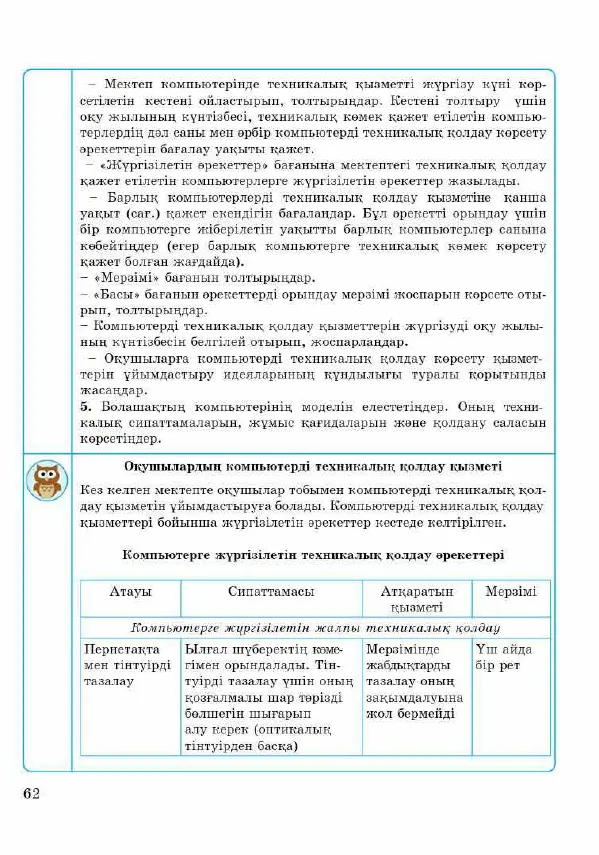 – Мектеп компьютерінде техникалық қызметті жүргізу күні көр-
сетілетін кестені ойластырып, толтырыңдар. Кестені толтыру үшін
оқу жылының күнтізбесі, техникалық көмек қажет етілетін компью-
терлердің дәл саны мен әрбір компьютерді техникалық қолдау көрсету
әрекеттерін бағалау уақыты қажет.
– «Жүргізілетін әрекеттер» бағанына мектептегі техникалық қолдау
қажет етілетін компьютерлерге жүргізілетін әрекеттер жазылады.
– Барлық компьютерлерді техникалық қолдау қызметіне қанша
уақыт (сағ.) қажет екендігін бағалаңдар. Бұл әрекетті орындау үшін
бір компьютерге жіберілетін уақытты барлық компьютерлер санына
көбейтіңдер (егер барлық компьютерге техникалық көмек көрсету
қажет болған жағдайда).
– «Мерзімі» бағанын толтырыңдар.
– «Басы» бағанын әрекеттерді орындау мерзімі жоспарын көрсете оты-
рып, толтырыңдар.
– Компьютерді техникалық қолдау қызметтерін жүргізуді оқу жылы-
ның күнтізбесін белгілей отырып, жоспарлаңдар.
– Оқушыларға компьютерді техникалық қолдау көрсету қызмет-
терін ұйымдастыру идеяларының құндылығы туралы қорытынды
жасаңдар.
5. Болашақтың компьютерінің моделін елестетіңдер. Оның техни-
калық сипаттамаларын, жұмыс қағидаларын және қолдану саласын
көрсетіңдер.
Оқушылардың компьютерді техникалық қолдау қызметі
Кез келген мектепте оқушылар тобымен компьютерді техникалық қол-
дау қызметін ұйымдастыруға болады. Компьютерді техникалық қолдау
қызметтері бойынша жүргізілетін әрекеттер кестеде келтірілген.
Компьютерге жүргізілетін техникалық қолдау әрекеттері
Атауы Сипаттамасы Атқаратын Мерзімі
қызметі
Компьютерге жүргізілетін жалпы техникалық қолдау
Пернетақта Ылғал шүберектің көме- Мерзімінде Үш айда
мен тінтуірді гімен орындалады. Тін- жабдықтарды бір рет
тазалау туірді тазалау үшін оның тазалау оның
қозғалмалы шар тәрізді зақымдалуына
бөлшегін шығарып жол бермейді
алу керек (оптикалық
тінтуірден басқа)
62